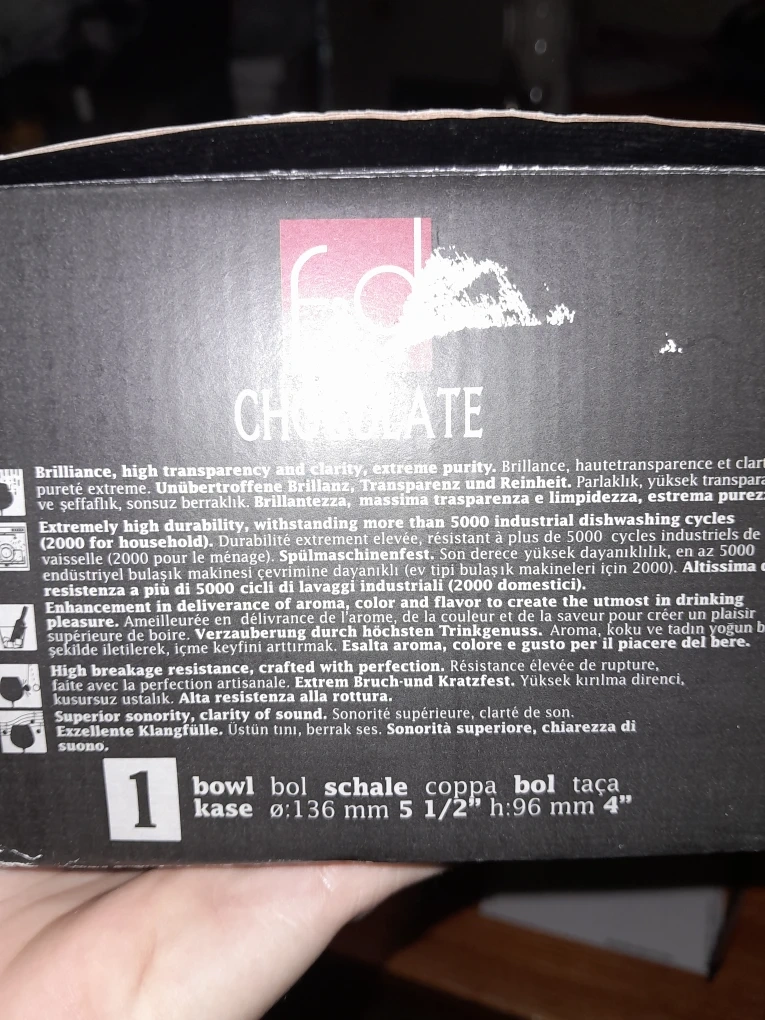 fd
CHOCOLATE
Brilliance, high transparency and clarity, extreme purity. Brillance, hautetransparence et
pureté extreme. Unübertroffene Brillanz, Transparenz und Reinheit. Parlaklık, yüksek
ve şeffaflık, sonsuz berraklık. Brillantezza, massima trasparenza e limpidezza, estrema
Extremely high durability, withstanding more than 5000 industrial dishwashing cycles
(2000 for household). Durabilité extrement elevée, résistant à plus de 5000 cycles industriels de
vaisselle (2000 pour le ménage). Spülmaschinenfest. Son derece yüksek dayanıklılık, en az 5000
endüstriyel bulaşık makinesi çevrimine dayanıklı (ev tipi bulaşık makineleri için 2000). Altissima
resistenza a più di 5000 cicli di lavaggi industriali (2000 domestici).
Enhancement in deliverance of aroma, color and flavor to create the utmost in drinking
pleasure. Ameilleurée en délivrance de l'arome, de la couleur et de la saveur pour créer un plaisir
supérieure de boire. Verzauberung durch höchsten Trinkgenuss. Aroma, koku ve tadın yoğun
şekilde iletilerek, içme keyfini arttırmak. Esalta aroma, colore e gusto per il piacere del bere.
High breakage resistance, crafted with perfection. Résistance élevée de rupture,
faite avec la perfection artisanale. Extrem Bruch-und Kratzfest. Yüksek kırılma direnci,
kusursuz ustalık. Alta resistenza alla rottura.
Superior sonority, clarity of sound. Sonorité supérieure, clarté de son.
Exzellente Klangfülle. Üstün tını, berrak ses. Sonorità superiore, chiarezza di
suono.
1 bowl bol schale coppa bol taça
kase ø:136 mm 5 1/2” h:96 mm 4”